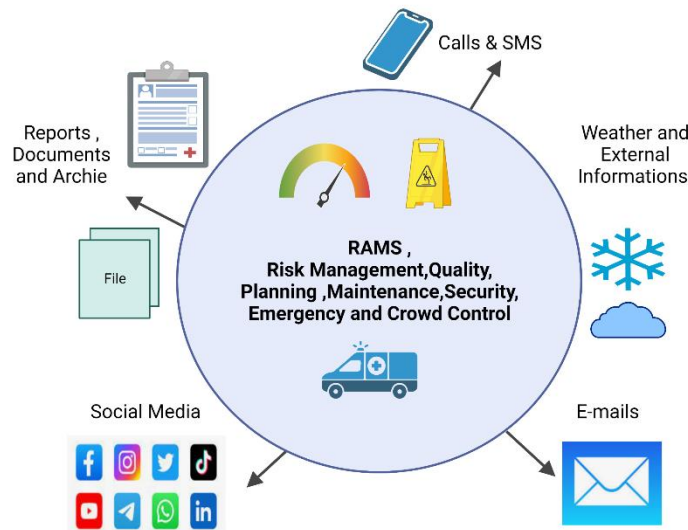 Calls & SMS
Reports ,
Documents
and Archie
Weather and
External
Informations
File
RAMS ,
Risk Management,Quality,
Planning ,Maintenance,Security,
Emergency and Crowd Control
Social Media
E-mails
in